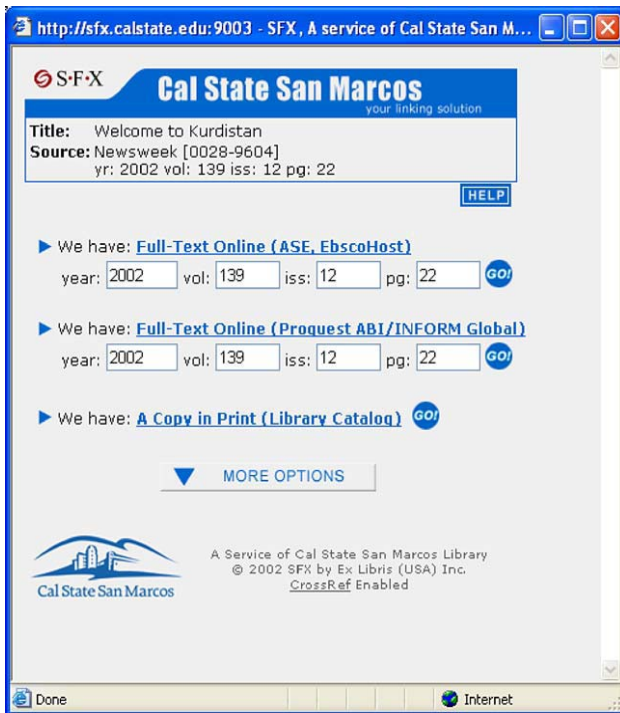 http://sfx.calstate.edu:9003 - SFX, A service of Cal State San M...
S·F·X
Cal State San Marcos
your linking solution
Title: Welcome to Kurdistan
Source: Newsweek [0028-9604]
yr: 2002 vol: 139 iss: 12 pg: 22
HELP
We have: Full-Text Online (ASE, EbscoHost)
year: 2002 vol: 139 iss: 12 pg: 22 GO!
We have: Full-Text Online (Proquest ABI/INFORM Global)
year: 2002 vol: 139 iss: 12 pg: 22 GO!
We have: A Copy in Print (Library Catalog) GO!
MORE OPTIONS
Cal State San Marcos
A Service of Cal State San Marcos Library
© 2002 SFX by Ex Libris (USA) Inc.
CrossRef Enabled
Done Internet